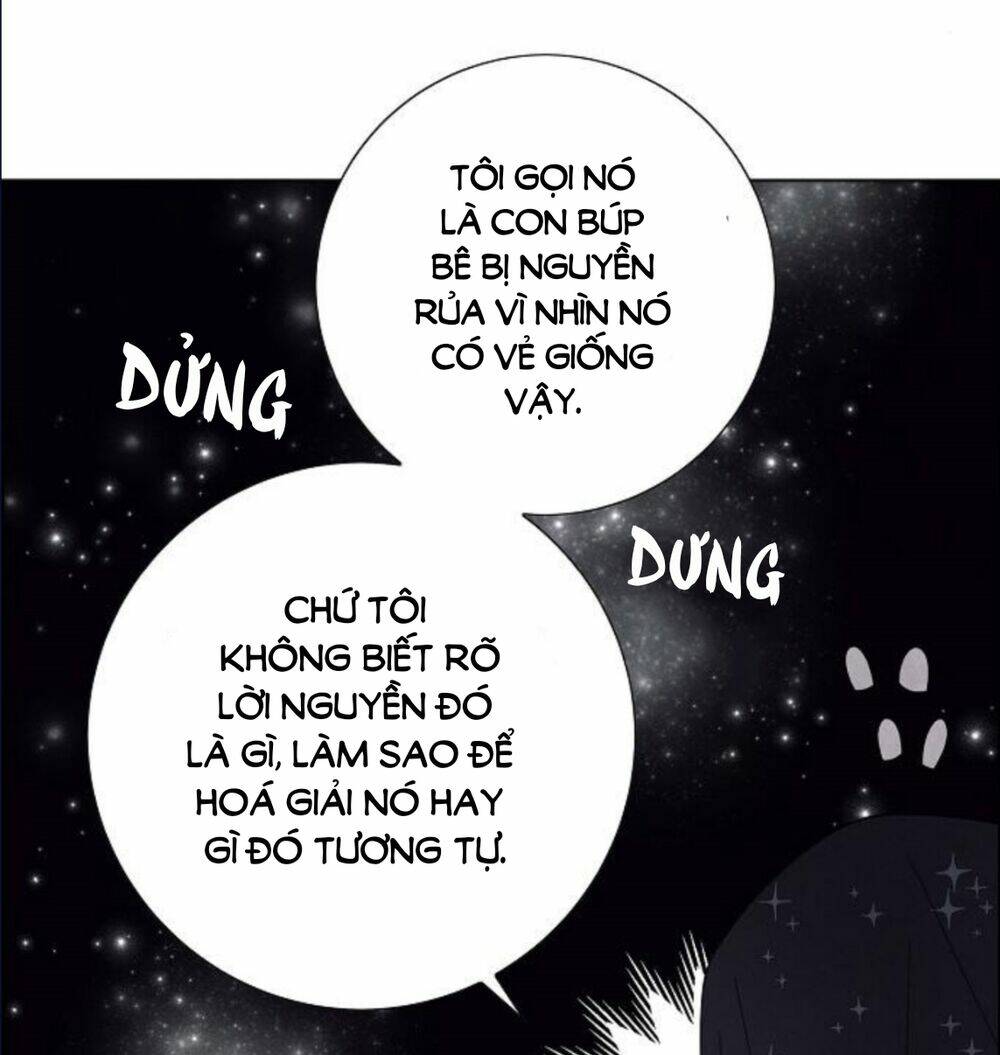 TÔI GỌI NÓ
LÀ CON BÚP
BÊ BỊ NGUYỀN
RỦA VÌ NHÌN NÓ
CÓ VẺ GIỐNG
VẬY.
DỬNG
DƯNG
CHỨ TÔI
KHÔNG BIẾT RÕ
LỜI NGUYỀN ĐÓ
LÀ GÌ, LÀM SAO ĐỂ
HOÁ GIẢI NÓ HAY
GÌ ĐÓ TƯƠNG TỰ.